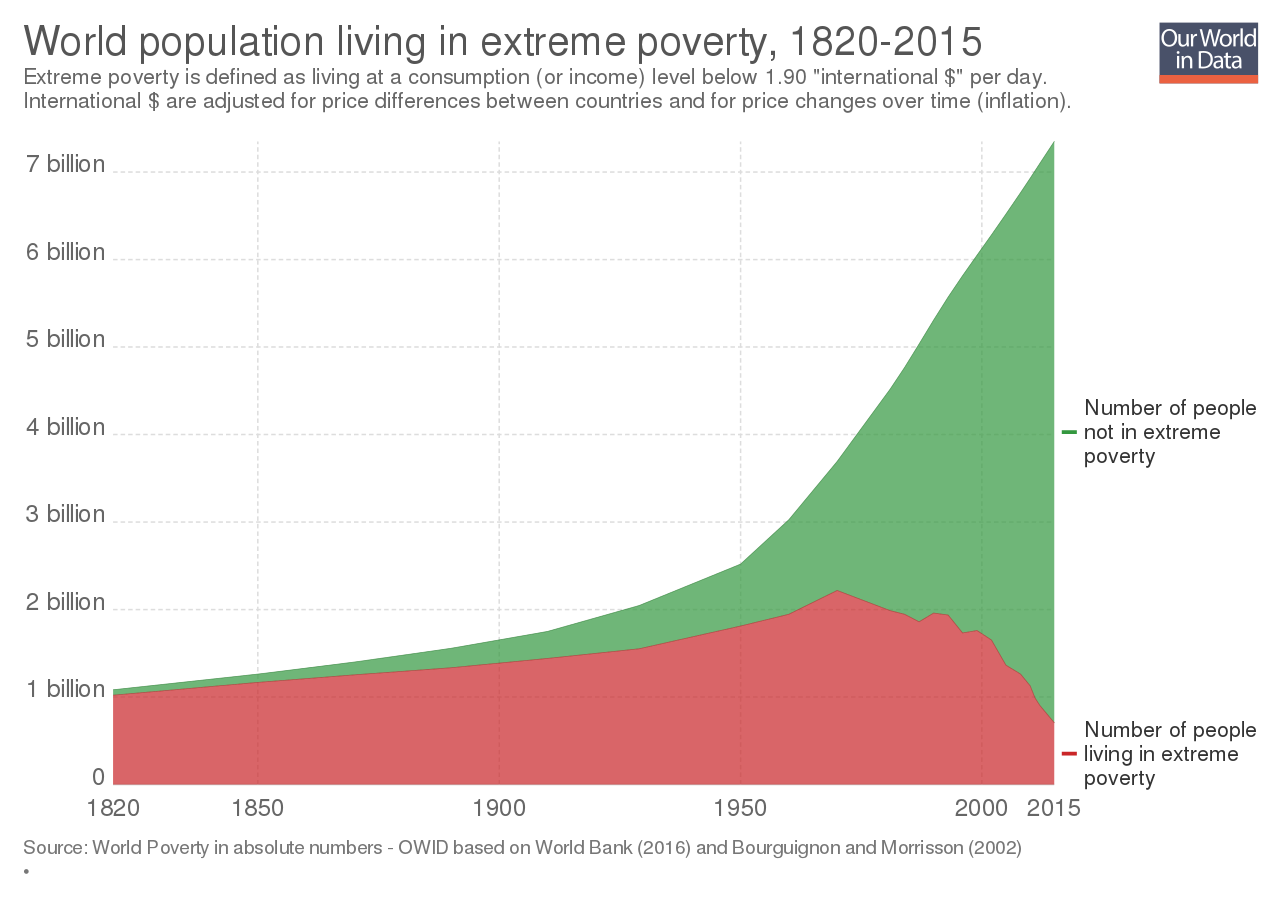 World population living in extreme poverty, 1820-2015
Our World
in Data
Extreme poverty is defined as living at a consumption (or income) level below 1.90 "international $" per day.
International $ are adjusted for price differences between countries and for price changes over time (inflation).
7 billion
6 billion
5 billion
4 billion
3 billion
2 billion
1 billion
0
Number of people
not in extreme
poverty
Number of people
living in extreme
poverty
1820 1850 1900 1950 2000 2015
Source: World Poverty in absolute numbers - OWID based on World Bank (2016) and Bourguignon and Morrisson (2002)
•